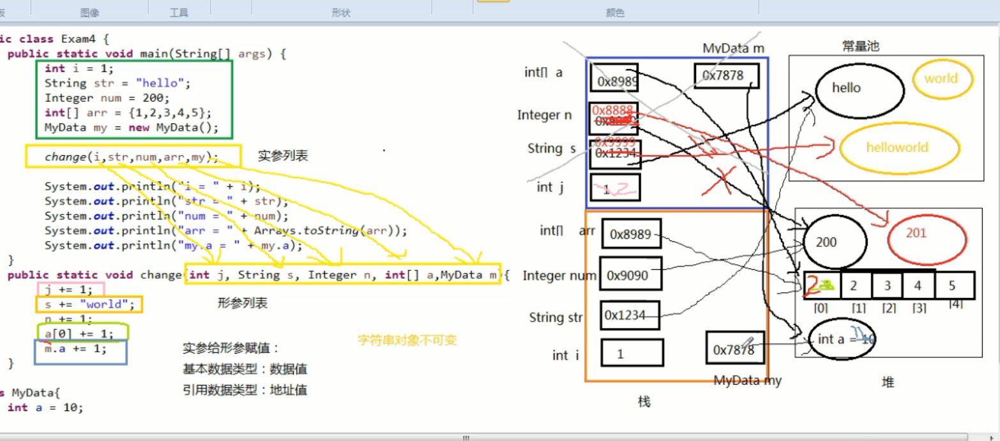 图像
工具
形状
颜色
ic class Exam4 {
public static void main(String[] args) {
int i = 1;
String str = "hello";
Integer num = 200;
int[] arr = {1,2,3,4,5};
MyData my = new MyData();
change(i,str,num,arr,my);
实参列表
System.out.println("i = " + i);
System.out.println("str = " + str);
System.out.println("num = " + num);
System.out.println("arr = " + Arrays.toString(arr));
System.out.println("my.a = " + my.a);
}
public static void change(int j, String s, Integer n, int[] a,MyData m){
j += 1;
s += "world";
n += 1;
a[0] += 1;
m.a += 1;
}
形参列表
字符串对象不可变
实参给形参赋值：
基本数据类型：数据值
引用数据类型：地址值
s MyData{
int a = 10;
MyData m
int[] a
0x8989
0x7878
Integer n
0x8888
String s
0x9999
0x1234
int j
1 2
int[] arr
0x8989
Integer num
0x9090
String str
0x1234
int i
1
0x7878
MyData my
栈
常量池
hello
world
helloworld
200
201
2
2
3
4
5
[0]
[1]
[2]
[3]
[4]
int a = 10
堆